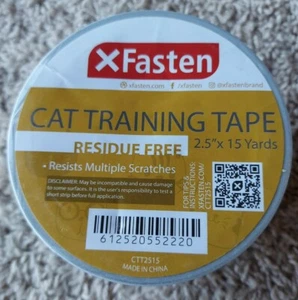 XFasten
xfasten.com
/xfasten
@xfastenbrand
CAT TRAINING TAPE
RESIDUE FREE
2.5" x 15 Yards
• Resists Multiple Scratches
DISCLAIMER: May be incompatible and cause damage
to some surfaces. It is the user's responsibility to test a
short strip before full application.
FOR TIPS &
INSTRUCTIONS:
XFASTEN.COM/
CTT2515
612520552220
CTT2515
MADE IN CHINA